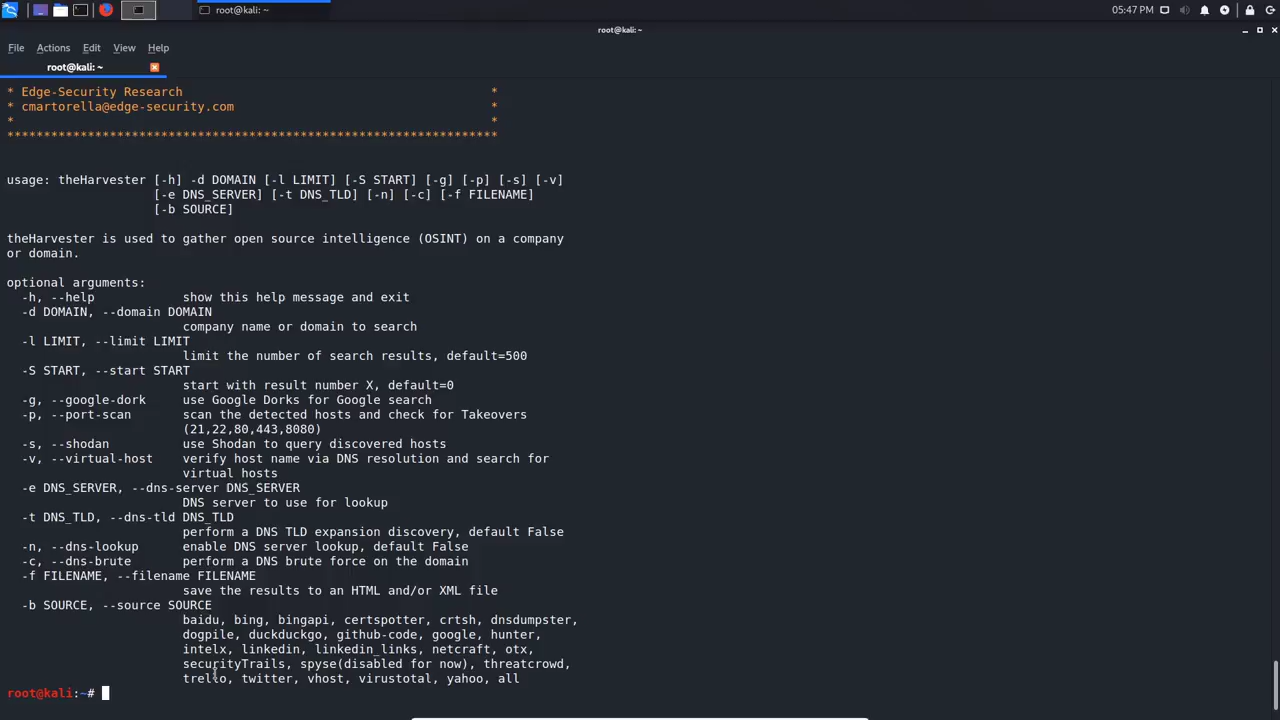 root@kali: ~
05:47 PM
root@kali: ~
File Actions Edit View Help
root@kali: ~
* Edge-Security Research *
* cmartorella@edge-security.com *
* *
*******************************************************************
usage: theHarvester [-h] -d DOMAIN [-l LIMIT] [-S START] [-g] [-p] [-s] [-v]
[-e DNS_SERVER] [-t DNS_TLD] [-n] [-c] [-f FILENAME]
[-b SOURCE]
theHarvester is used to gather open source intelligence (OSINT) on a company
or domain.
optional arguments:
-h, --help show this help message and exit
-d DOMAIN, --domain DOMAIN
company name or domain to search
-l LIMIT, --limit LIMIT
limit the number of search results, default=500
-S START, --start START
start with result number X, default=0
-g, --google-dork use Google Dorks for Google search
-p, --port-scan scan the detected hosts and check for Takeovers
(21,22,80,443,8080)
-s, --shodan use Shodan to query discovered hosts
-v, --virtual-host verify host name via DNS resolution and search for
virtual hosts
-e DNS_SERVER, --dns-server DNS_SERVER
DNS server to use for lookup
-t DNS_TLD, --dns-tld DNS_TLD
perform a DNS TLD expansion discovery, default False
-n, --dns-lookup enable DNS server lookup, default False
-c, --dns-brute perform a DNS brute force on the domain
-f FILENAME, --filename FILENAME
save the results to an HTML and/or XML file
-b SOURCE, --source SOURCE
baidu, bing, bingapi, certspotter, crtsh, dnsdumpster,
dogpile, duckduckgo, github-code, google, hunter,
intelx, linkedin, linkedin_links, netcraft, otx,
securityTrails, spyse(disabled for now), threatcrowd,
trello, twitter, vhost, virustotal, yahoo, all
root@kali:~#